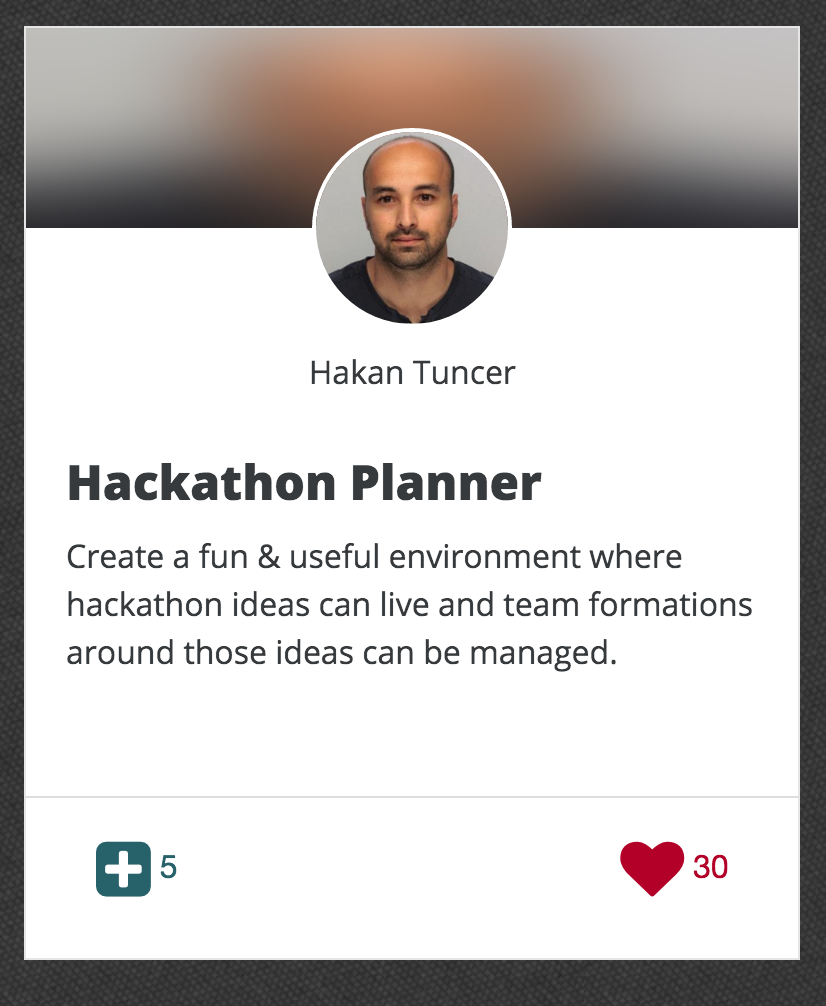 Hakan Tuncer
Hackathon Planner
Create a fun & useful environment where
hackathon ideas can live and team formations
around those ideas can be managed.
5
30